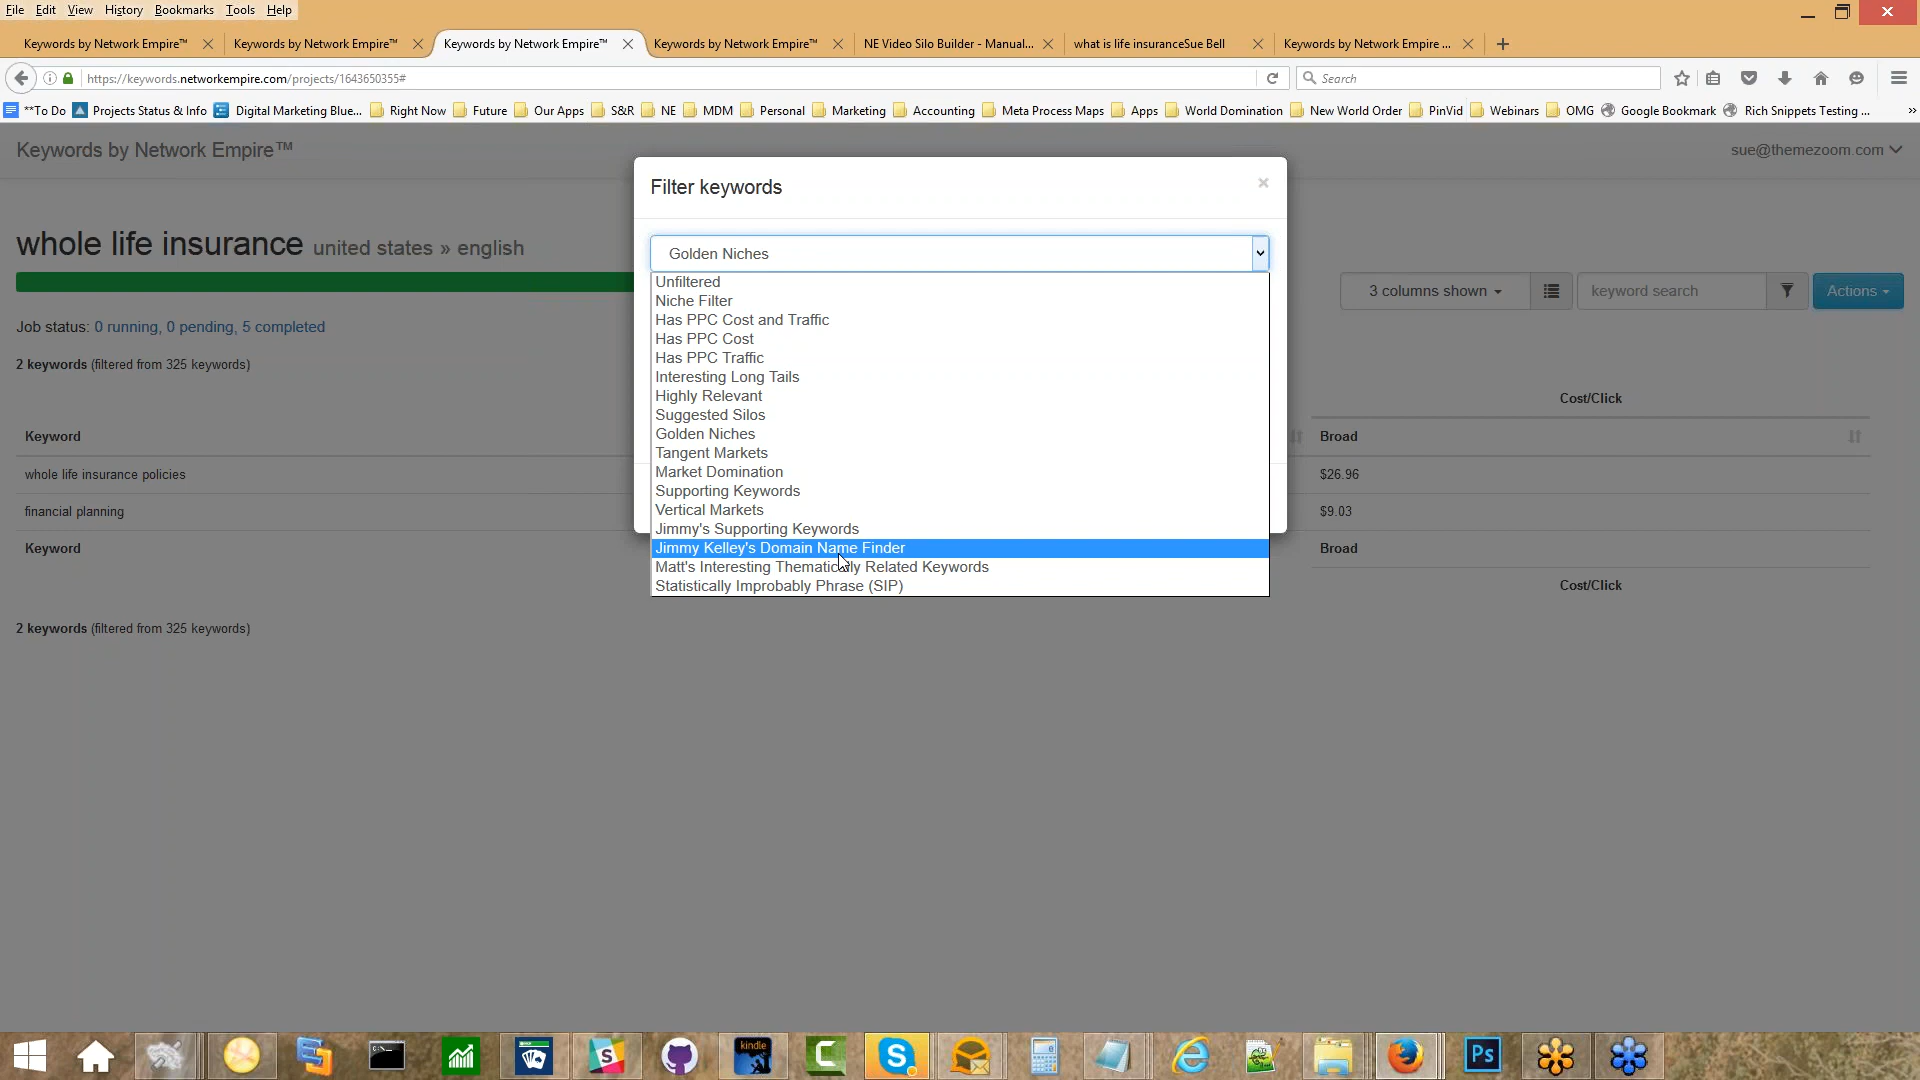 File Edit View History Bookmarks Tools Help
Keywords by Network Empire™ Keywords by Network Empire™ Keywords by Network Empire™ Keywords by Network Empire™ NE Video Silo Builder - Manual... what is life insuranceSue Bell Keywords by Network Empire ...
https://keywords.networkempire.com/projects/1643650355# Search
**To Do Projects Status & Info Digital Marketing Blue... Right Now Future Our Apps S&R NE MDM Personal Marketing Accounting Meta Process Maps Apps World Domination New World Order PinVid Webinars OMG Google Bookmark Rich Snippets Testing ... »
Keywords by Network Empire™ sue@themezoom.com
Filter keywords ×
whole life insurance united states » english
Golden Niches
Unfiltered
Niche Filter
Has PPC Cost and Traffic
Has PPC Cost
Has PPC Traffic
Interesting Long Tails
Highly Relevant
Suggested Silos
Golden Niches
Tangent Markets
Market Domination
Supporting Keywords
Vertical Markets
Jimmy's Supporting Keywords
Jimmy Kelley's Domain Name Finder
Matt's Interesting Thematically Related Keywords
Statistically Improbably Phrase (SIP)
3 columns shown keyword search Actions
Job status: 0 running, 0 pending, 5 completed
2 keywords (filtered from 325 keywords)
Cost/Click
Keyword Broad
whole life insurance policies $26.96
financial planning $9.03
Keyword Broad
Cost/Click
2 keywords (filtered from 325 keywords)
kindle
Ps